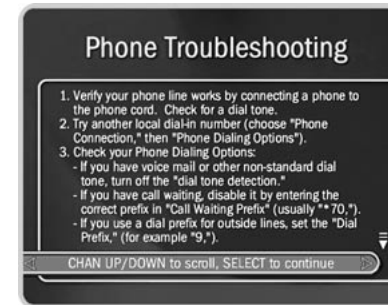 Phone Troubleshooting
1. Verify your phone line works by connecting a phone to
the phone cord. Check for a dial tone.
2. Try another local dial-in number (choose "Phone
Connection," then "Phone Dialing Options").
3. Check your Phone Dialing Options:
- If you have voice mail or other non-standard dial
tone, turn off the "dial tone detection."
- If you have call waiting, disable it by entering the
correct prefix in "Call Waiting Prefix" (usually "*70,").
- If you use a dial prefix for outside lines, set the "Dial
Prefix," (for example "9,").
CHAN UP/DOWN to scroll, SELECT to continue